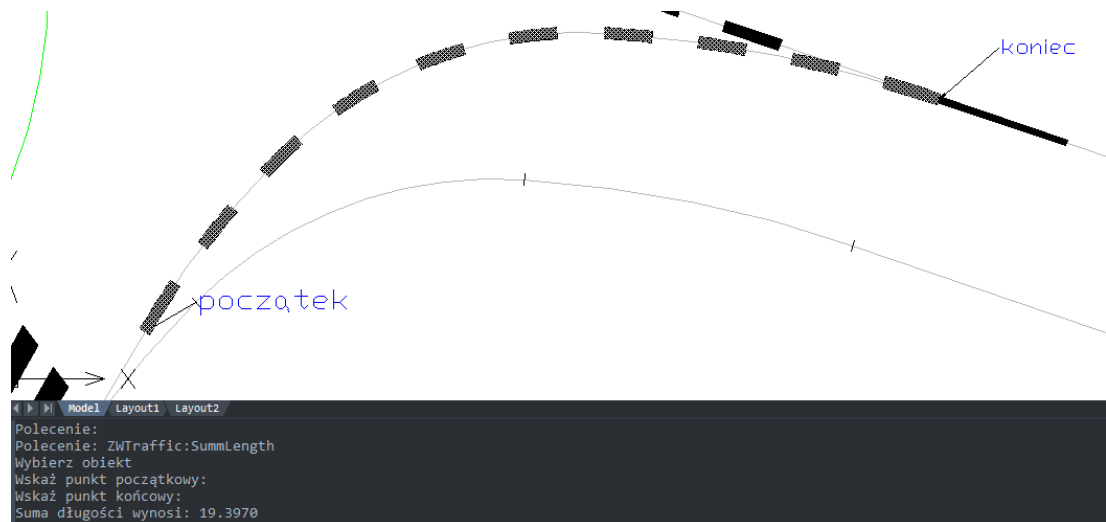 koniec
początek
X
Model Layout1 Layout2
Polecenie:
Polecenie: ZWTraffic:SummLength
Wybierz obiekt
Wskaż punkt początkowy:
Wskaż punkt końcowy:
Suma długości wynosi: 19.3970